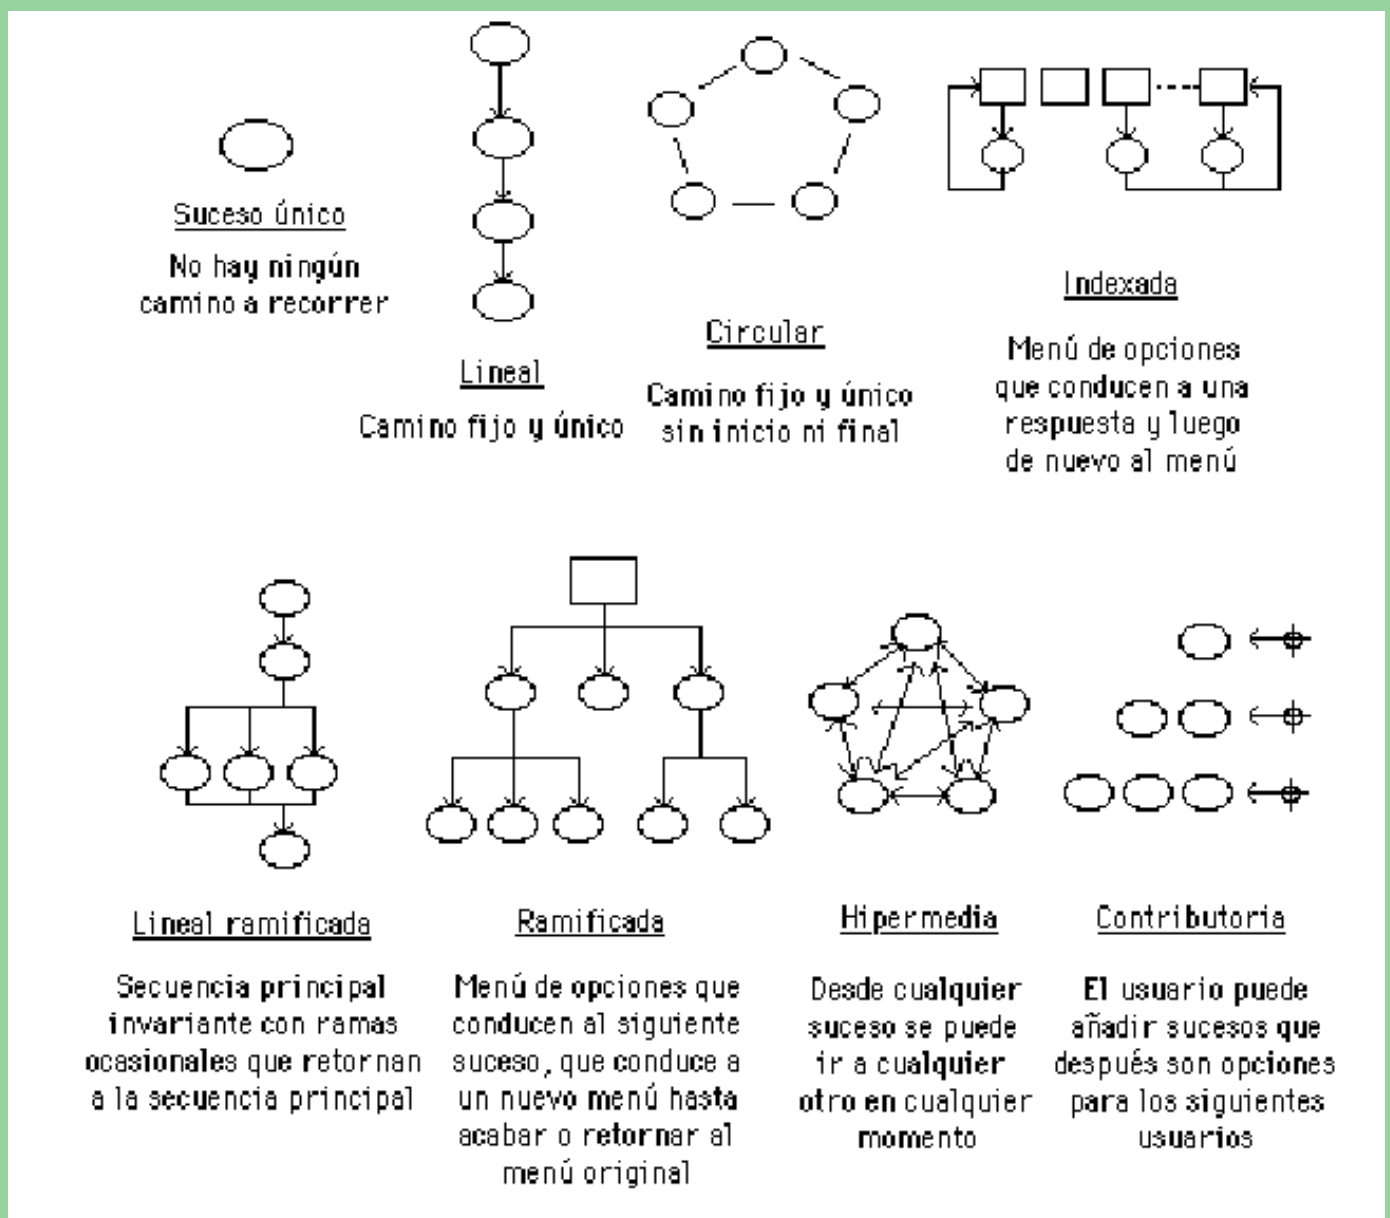 Suceso único
No hay ningún
camino a recorrer
Lineal
Camino fijo y único
Circular
Camino fijo y único
sin inicio ni final
Indexada
Menú de opciones
que conducen a una
respuesta y luego
de nuevo al menú
Lineal ramificada
Secuencia principal
invariante con ramas
ocasionales que retornan
a la secuencia principal
Ramificada
Menú de opciones que
conducen al siguiente
suceso, que conduce a
un nuevo menú hasta
acabar o retornar al
menú original
Hipermedia
Desde cualquier
suceso se puede
ir a cualquier
otro en cualquier
momento
Contributoria
El usuario puede
añadir sucesos que
después son opciones
para los siguientes
usuarios